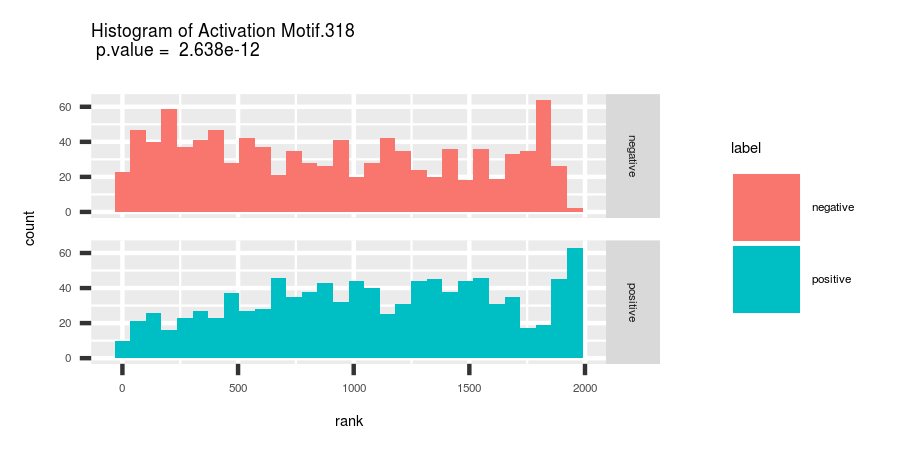 Histogram of Activation Motif.318
p.value = 2.638e-12
count
60
40
20
0
negative
60
40
20
0
positive
0 500 1000 1500 2000
rank
label
negative
positive